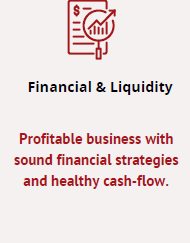 Financial & Liquidity
Profitable business with
sound financial strategies
and healthy cash-flow.